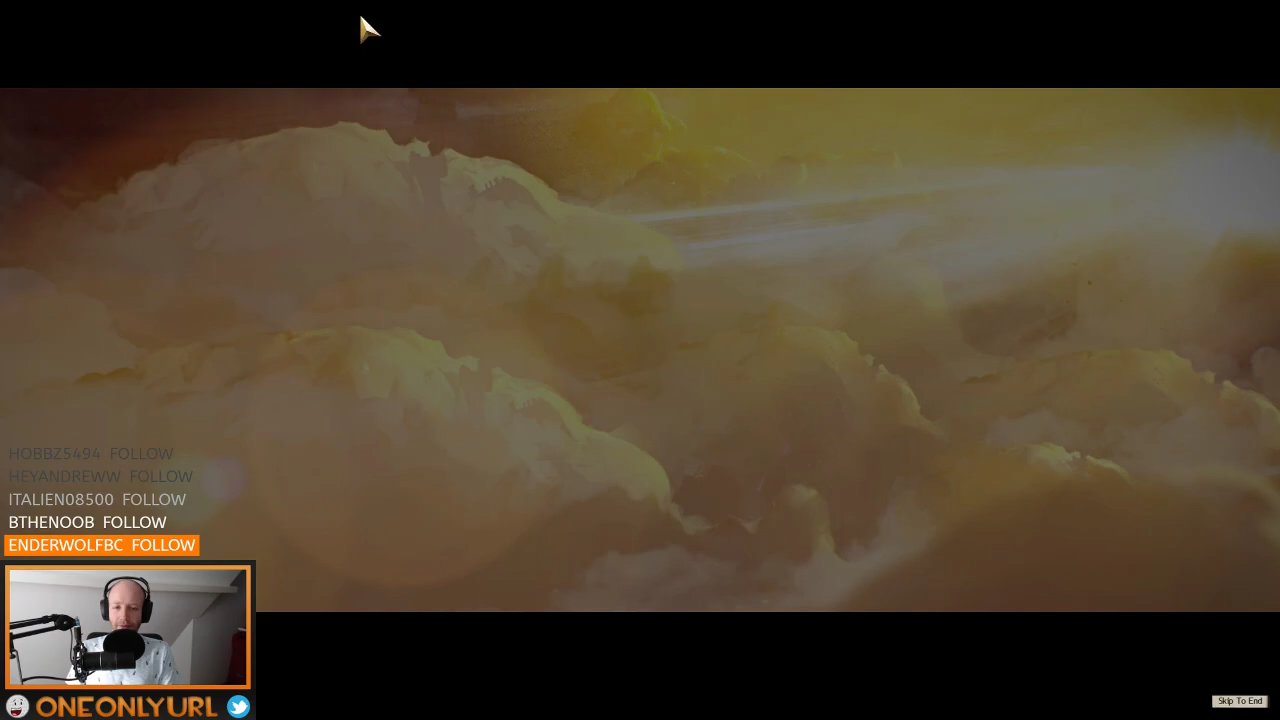 HOBBZ5494 FOLLOW
HEYANDREWW FOLLOW
ITALIEN08500 FOLLOW
BTHENOOB FOLLOW
ENDERWOLFBC FOLLOW
ONEONLYURL
Skip To End